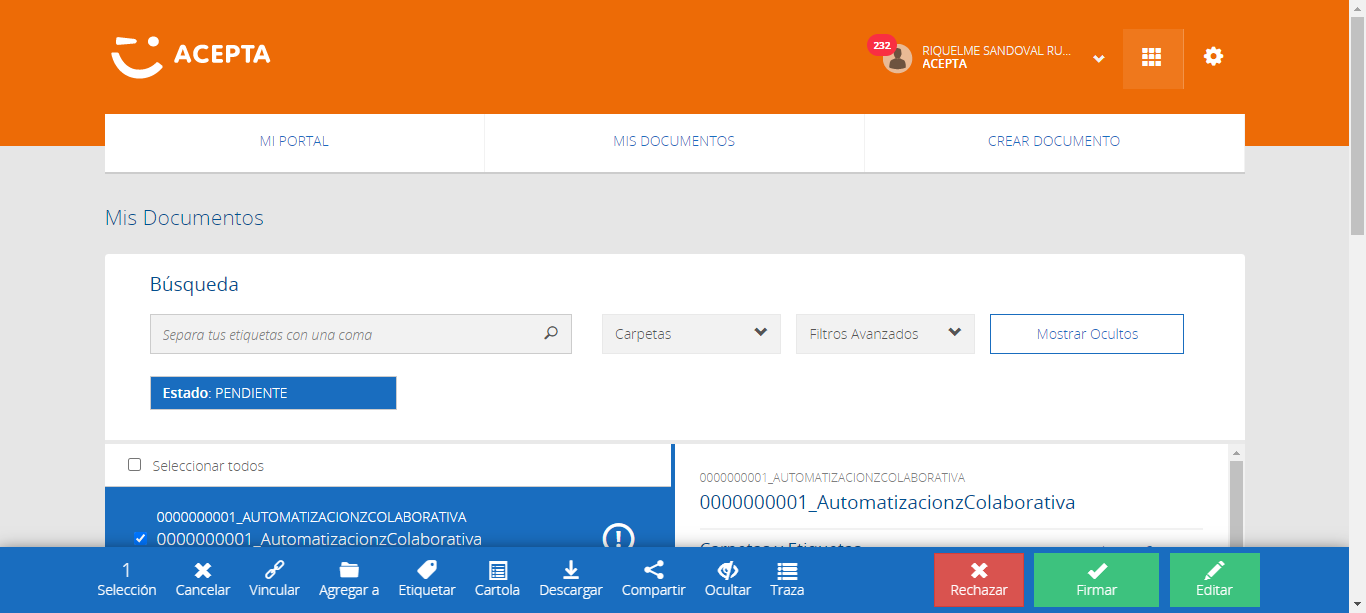 ACEPTA
232
RIQUELME SANDOVAL RU...
ACEPTA
MI PORTAL
MIS DOCUMENTOS
CREAR DOCUMENTO
Mis Documentos
Búsqueda
Separa tus etiquetas con una coma
Carpetas
Filtros Avanzados
Mostrar Ocultos
Estado: PENDIENTE
Seleccionar todos
0000000001_AUTOMATIZACIONZCOLABORATIVA
0000000001_AutomatizacionzColaborativa
0000000001_AUTOMATIZACIONZCOLABORATIVA
0000000001_AutomatizacionzColaborativa
Carpetas y Etiquetas
1
Selección
Cancelar
Vincular
Agregar a
Etiquetar
Cartola
Descargar
Compartir
Ocultar
Traza
Rechazar
Firmar
Editar